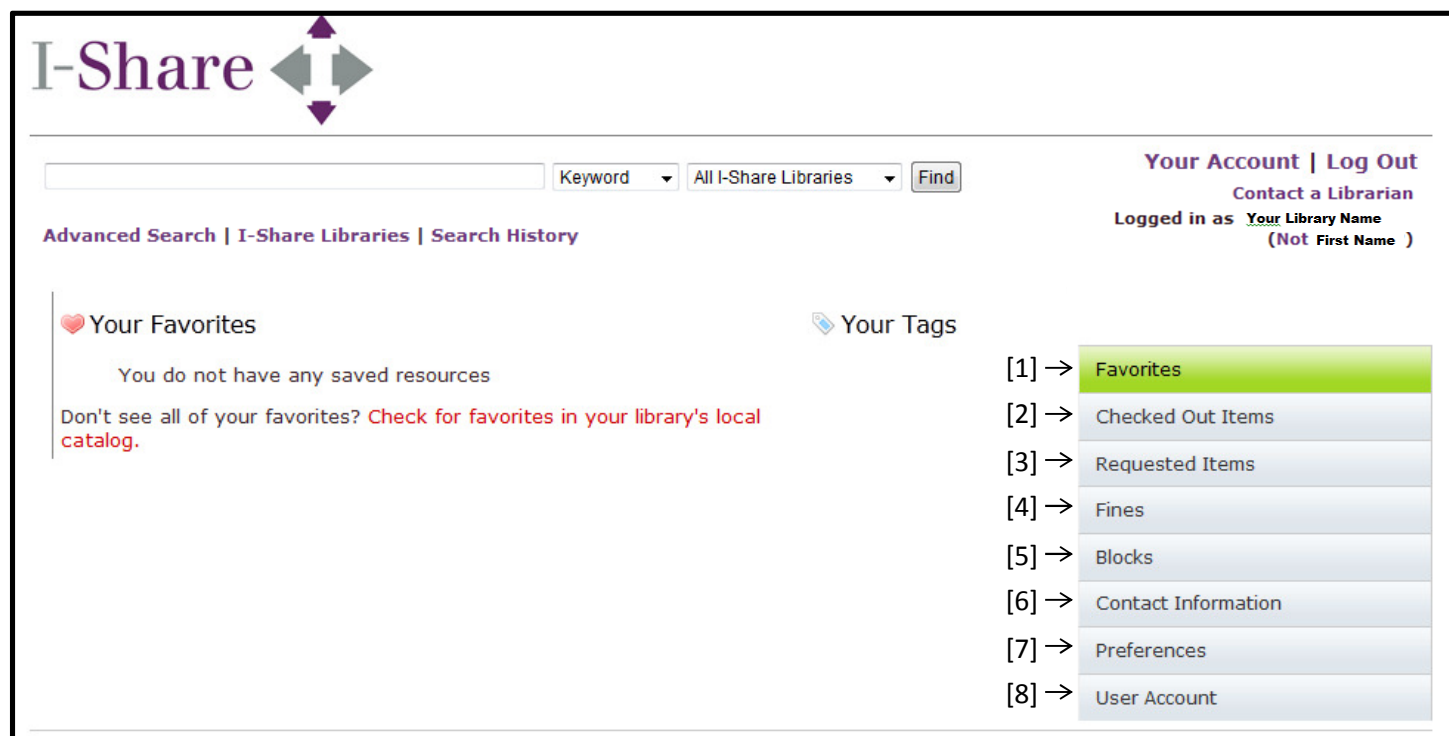 I-Share
Keyword All I-Share Libraries Find
Your Account | Log Out
Contact a Librarian
Logged in as Your Library Name
(Not First Name )
Advanced Search | I-Share Libraries | Search History
Your Favorites
You do not have any saved resources
Don't see all of your favorites? Check for favorites in your library's local
catalog.
Your Tags
[1] → Favorites
[2] → Checked Out Items
[3] → Requested Items
[4] → Fines
[5] → Blocks
[6] → Contact Information
[7] → Preferences
[8] → User Account